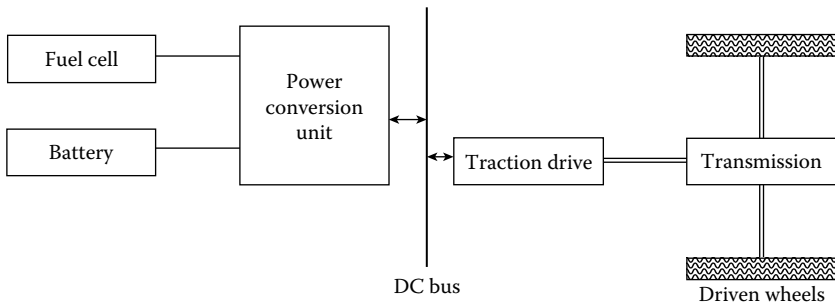 Fuel cell
Battery
Power
conversion
unit
DC bus
Traction drive
Transmission
Driven wheels